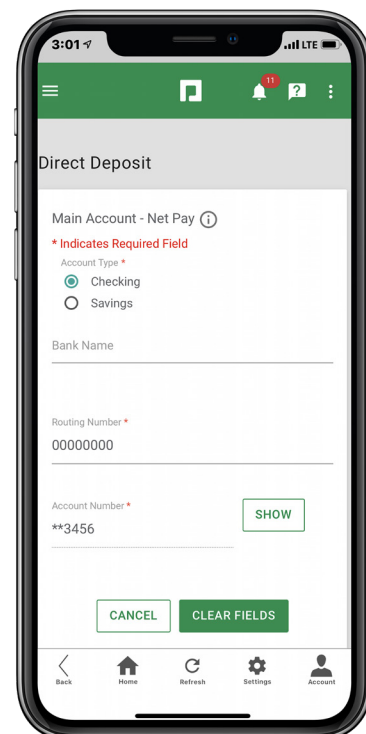 3:01 LTE
11
Direct Deposit
Main Account - Net Pay
* Indicates Required Field
Account Type *
Checking
Savings
Bank Name
Routing Number *
00000000
Account Number *
**3456 SHOW
CANCEL CLEAR FIELDS
Back Home Refresh Settings Account